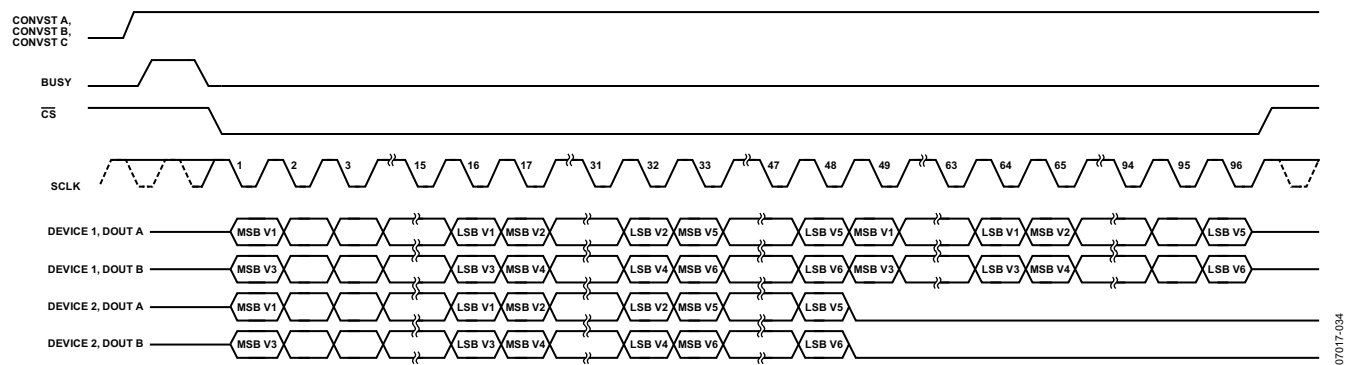 CONVST A,
CONVST B,
CONVST C
BUSY
CS
SCLK
1 2 3 15 16 17 31 32 33 47 48 49 63 64 65 94 95 96
DEVICE 1, DOUT A
MSB V1 LSB V1 MSB V2 LSB V2 MSB V5 LSB V5 MSB V1 LSB V1 MSB V2 LSB V5
DEVICE 1, DOUT B
MSB V3 LSB V3 MSB V4 LSB V4 MSB V6 LSB V6 MSB V3 LSB V3 MSB V4 LSB V6
DEVICE 2, DOUT A
MSB V1 LSB V1 MSB V2 LSB V2 MSB V5 LSB V5
DEVICE 2, DOUT B
MSB V3 LSB V3 MSB V4 LSB V4 MSB V6 LSB V6
07017-034